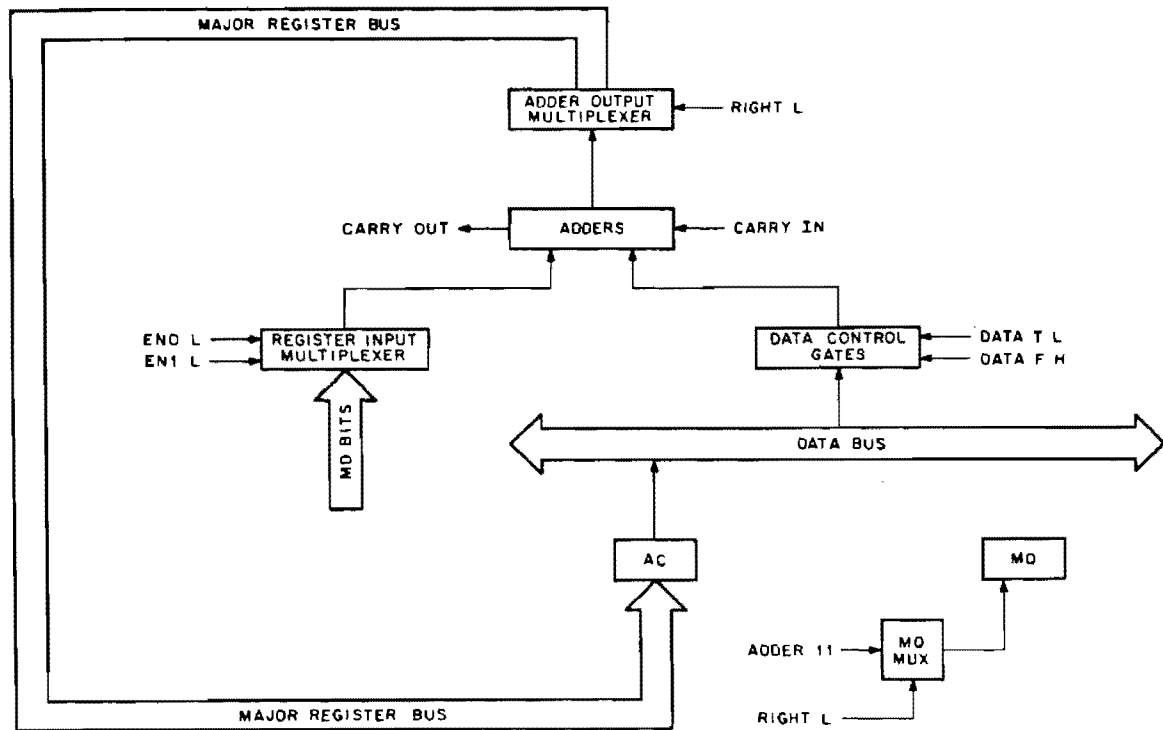 MAJOR REGISTER BUS
ADDER OUTPUT
MULTIPLEXER
RIGHT L
CARRY OUT
ADDERS
CARRY IN
EN0 L
EN1 L
REGISTER INPUT
MULTIPLEXER
DATA CONTROL
GATES
DATA T L
DATA F H
MD BITS
DATA BUS
AC
MQ
ADDER 11
MQ
MUX
RIGHT L
MAJOR REGISTER BUS